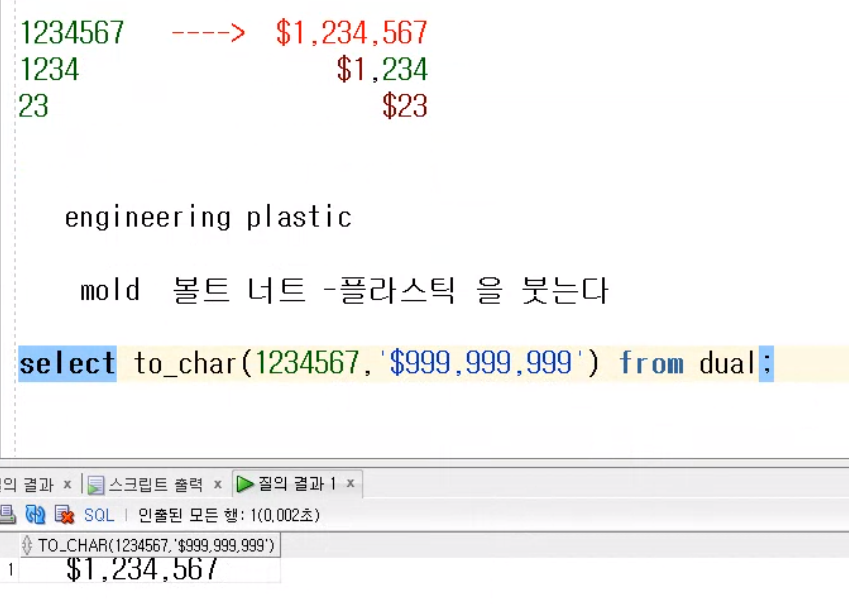 1234567 ----> $1,234,567
1234 $1,234
23 $23
engineering plastic
mold 볼트 너트 -플라스틱 을 붓는다
select to_char(1234567,'$999,999,999') from dual;
의 결과 × 스크립트 출력 × 질의 결과 1 ×
SQL | 인출된 모든 행: 1(0,002초)
TO_CHAR(1234567,'$999,999,999')
1 $1,234,567